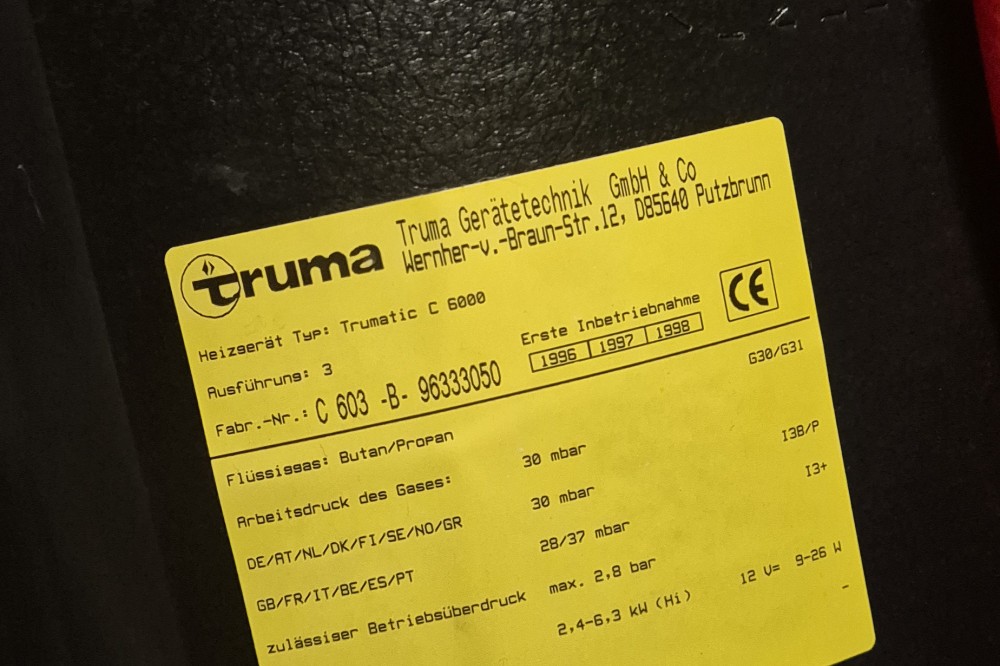 truma
Truma Gerätetechnik GmbH & Co
Wernher-v.-Braun-Str.12, D85640 Putzbrunn
Heizgerät Typ: Trumatic C 6000
Ausführung: 3
Erste Inbetriebnahme
1996 1997 1998
CE
Fabr.-Nr.: C 603 -B- 96333050
G30/G31
Flüssiggas: Butan/Propan
Arbeitsdruck des Gases: 30 mbar
DE/AT/NL/DK/FI/SE/NO/GR 30 mbar I3B/P
GB/FR/IT/BE/ES/PT 28/37 mbar I3+
zulässiger Betriebsüberdruck max. 2,8 bar
2,4-6,3 kW (Hi) 12 V= 9-26 W
-